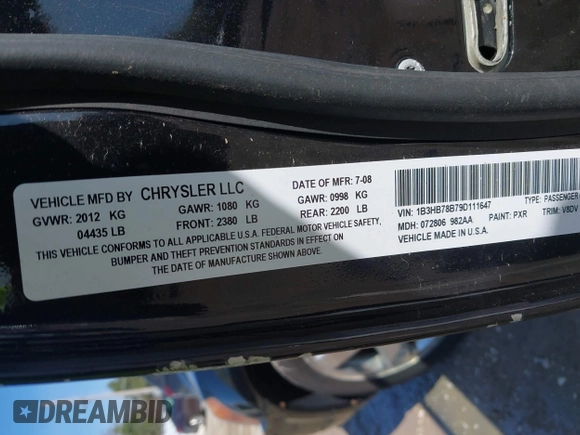 VEHICLE MFD BY CHRYSLER LLC DATE OF MFR: 7-08
GVWR: 2012 KG GAWR: 1080 KG GAWR: 0998 KG
04435 LB FRONT: 2380 LB REAR: 2200 LB
THIS VEHICLE CONFORMS TO ALL APPLICABLE U.S.A. FEDERAL MOTOR VEHICLE SAFETY,
BUMPER AND THEFT PREVENTION STANDARDS IN EFFECT ON
THE DATE OF MANUFACTURE SHOWN ABOVE.
VIN: 1B3HB78B79D111647 TYPE: PASSENGER
MDH: 072806 982AA PAINT: PXR TRIM: V8DV
VEHICLE MADE IN U.S.A.
DREAMBID